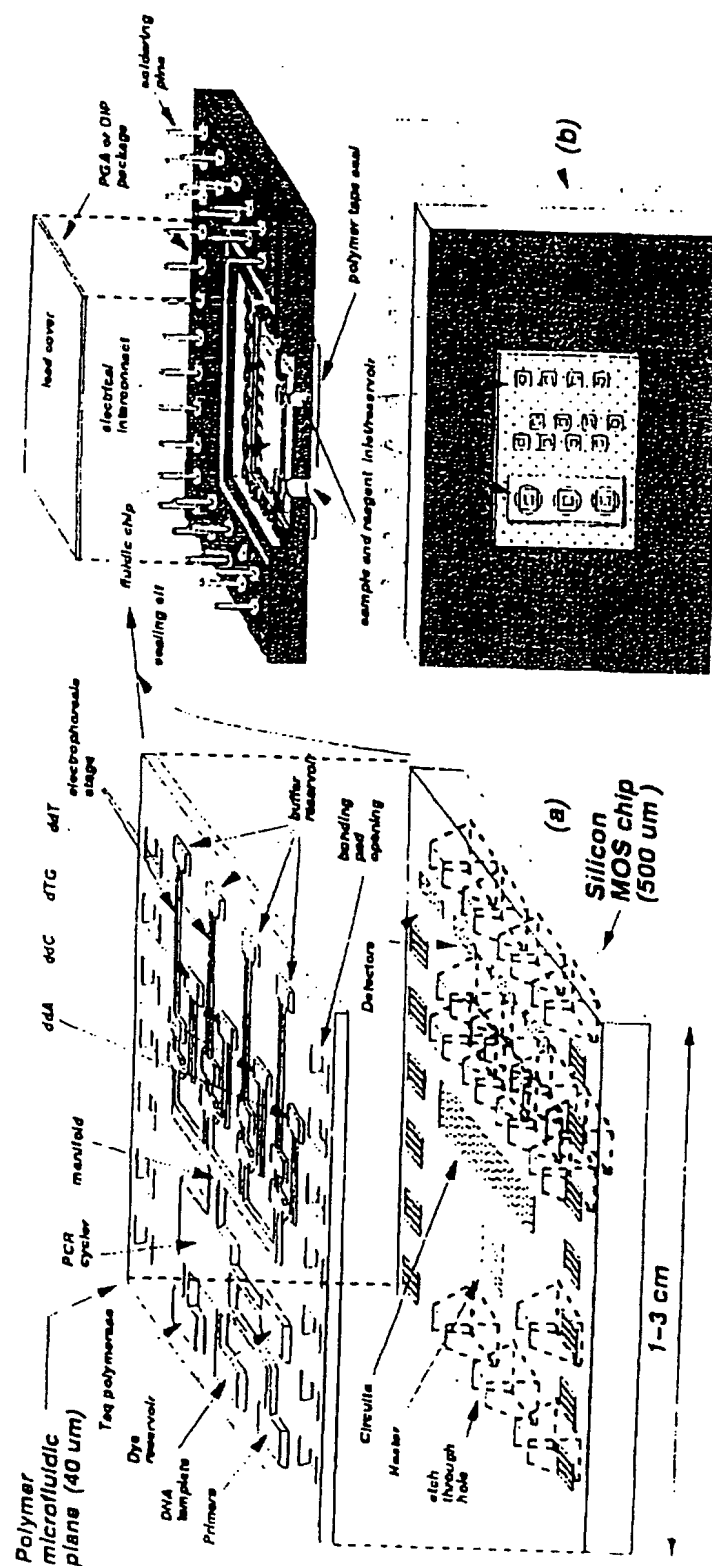 Polymer
microfluidic
plane (40 um)
Taq polymerase
Dye
reservoir
DNA
template
Primers
PCR
cycler
manifold
ddA
ddC
dTG
ddT
electrophoresis
stage
buffer
reservoir
bonding
pad
opening
Detectors
Circuits
Heater
etch
through
hole
1-3 cm
(a)
Silicon
MOS chip
(500 um)
lead cover
PGA or DIP
package
soldering
pins
electrical
interconnect
fluidic chip
polymer tape seal
sample and reagent inlet/reservoir
(b)